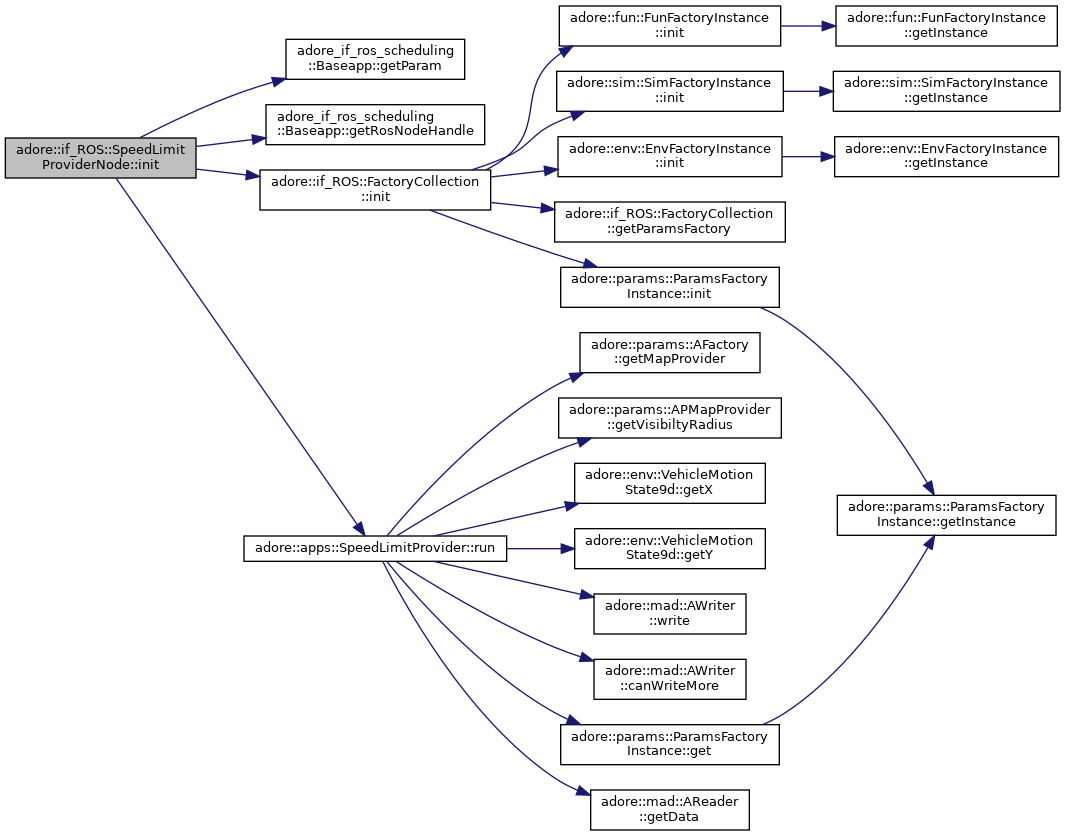 adore::if_ROS::SpeedLimit
ProviderNode::init
adore_if_ros_scheduling
::Baseapp::getParam
adore_if_ros_scheduling
::Baseapp::getRosNodeHandle
adore::if_ROS::FactoryCollection
::init
adore::apps::SpeedLimitProvider::run
adore::fun::FunFactoryInstance
::init
adore::sim::SimFactoryInstance
::init
adore::env::EnvFactoryInstance
::init
adore::if_ROS::FactoryCollection
::getParamsFactory
adore::params::ParamsFactory
Instance::init
adore::params::AFactory
::getMapProvider
adore::params::APMapProvider
::getVisibiltyRadius
adore::env::VehicleMotion
State9d::getX
adore::env::VehicleMotion
State9d::getY
adore::mad::AWriter
::write
adore::mad::AWriter
::canWriteMore
adore::params::ParamsFactory
Instance::get
adore::mad::AReader
::getData
adore::fun::FunFactoryInstance
::getInstance
adore::sim::SimFactoryInstance
::getInstance
adore::env::EnvFactoryInstance
::getInstance
adore::params::ParamsFactory
Instance::getInstance